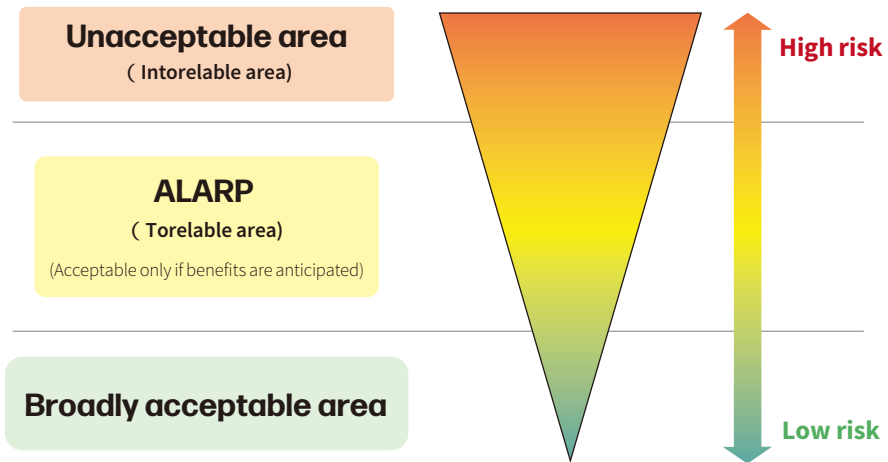 Unacceptable area
( Intorelable area)
High risk
ALARP
( Torelable area)
(Acceptable only if benefits are anticipated)
Broadly acceptable area
Low risk